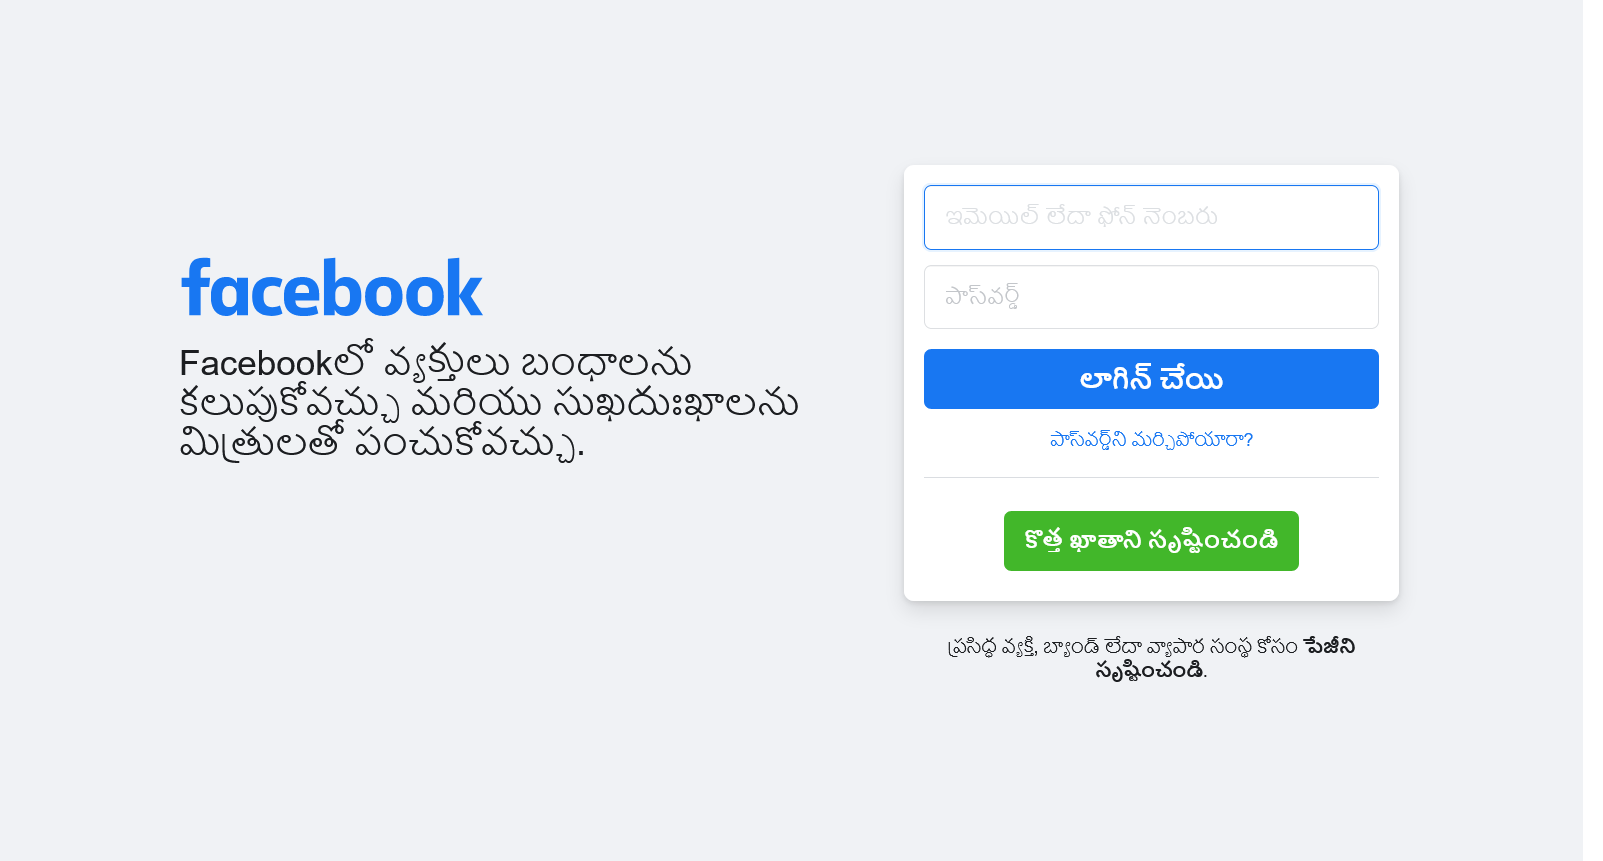 facebook
Facebookలో వ్యక్తులు బంధాలను
కలుపుకోవచ్చు మరియు సుఖదుఃఖాలను
మిత్రులతో పంచుకోవచ్చు.
ఇమెయిల్ లేదా ఫోన్ నెంబరు
పాస్‌వర్డ్
లాగిన్ చేయి
పాస్‌వర్డ్‌ని మర్చిపోయారా?
కొత్త ఖాతాని సృష్టించండి
ప్రసిద్ధ వ్యక్తి, బ్యాండ్ లేదా వ్యాపార సంస్థ కోసం పేజీని
సృష్టించండి.